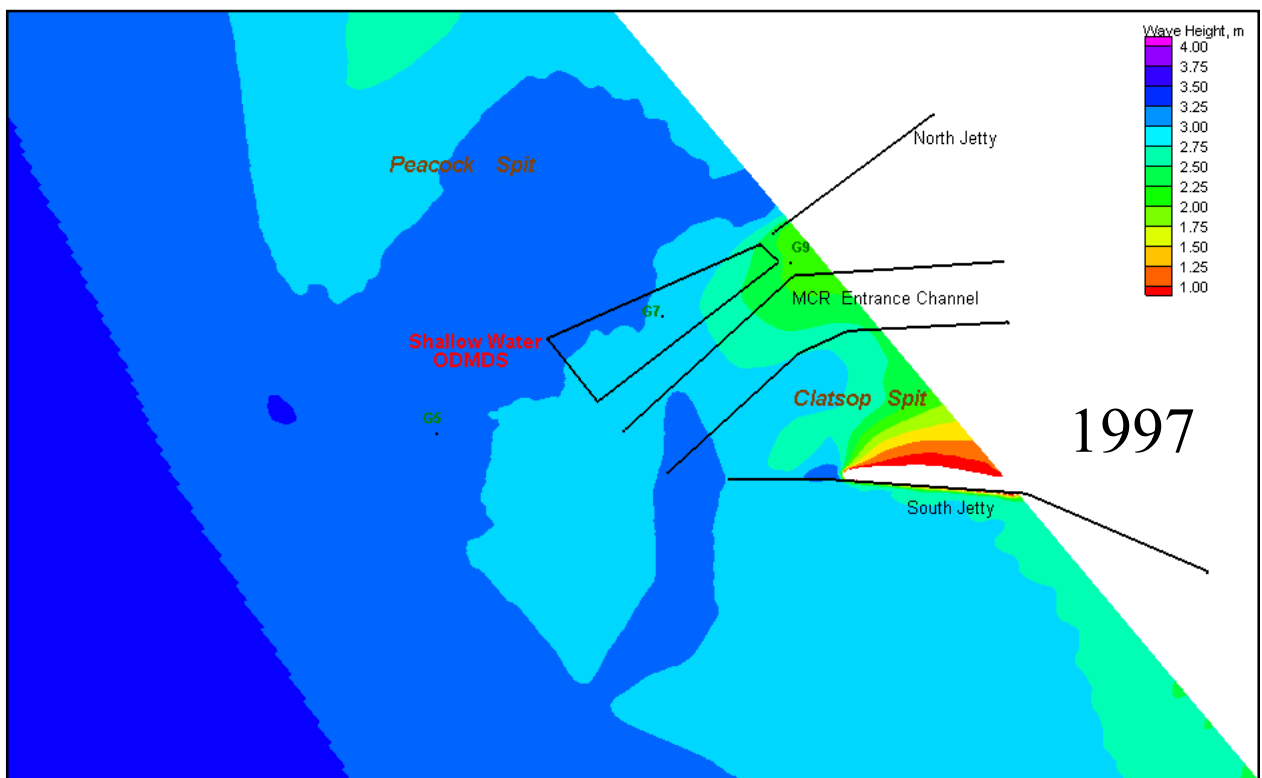 Wave Height, m
4.00
3.75
3.50
3.25
3.00
2.75
2.50
2.25
2.00
1.75
1.50
1.25
1.00
North Jetty
Peacock Spit
G9
MCR Entrance Channel
G7
Shallow Water
ODMDS
Clatsop Spit
G6
1997
South Jetty